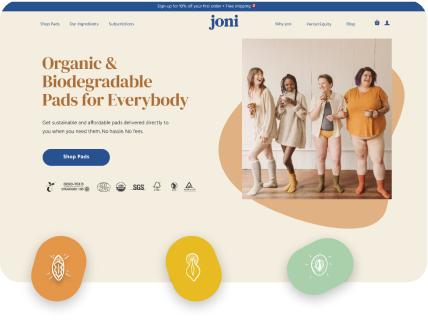 Sign up for 10% off your first order + Free shipping
Shop Pads Our Ingredients Subscriptions
joni
Why joni Period Equity Blog
Organic &
Biodegradable
Pads for Everybody
Get sustainable and affordable pads delivered directly to
you when you need them. No hassle. No fees.
Shop Pads
SGS